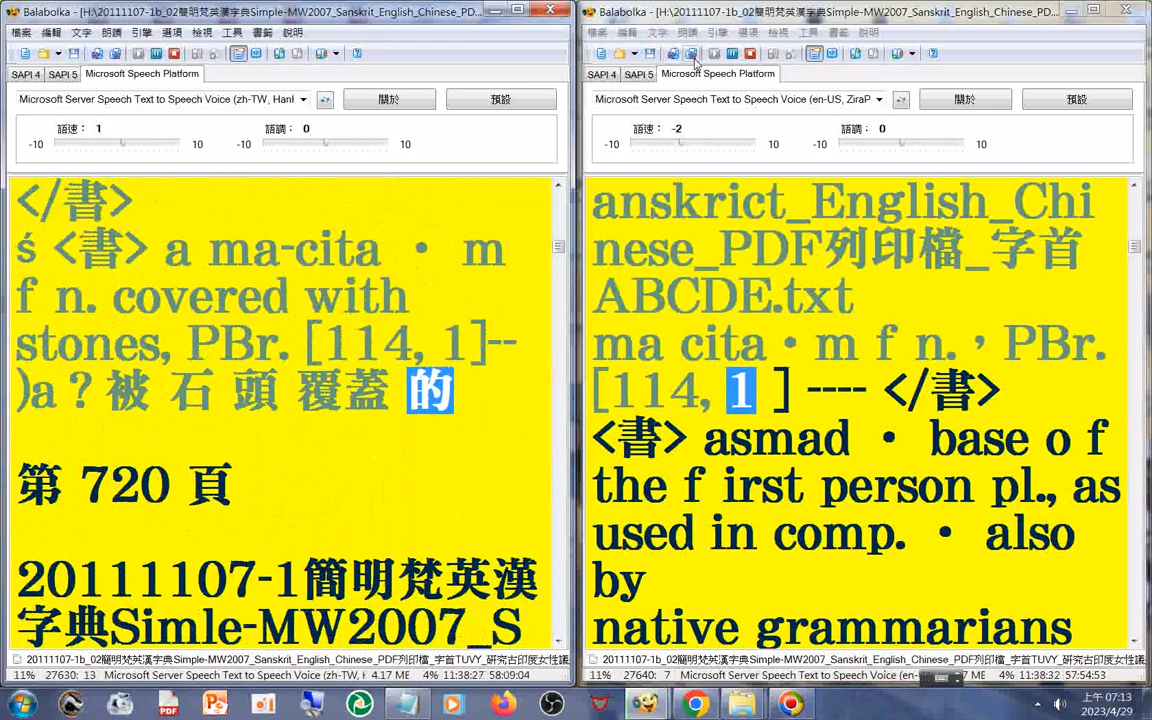 Balabolka - [H:\20111107-1b_02簡明梵英漢字典Simple-MW2007_Sanskrit_English_Chinese_PD...
檔案 編輯 文字 朗讀 引擎 選項 檢視 工具 書籤 說明
SAPI 4 SAPI 5 Microsoft Speech Platform
Microsoft Server Speech Text to Speech Voice (zh-TW, Hanl
關於 預設
語速： 1 語調： 0
-10 10 -10 10
</書>
ś <書> a ma-cita • m
f n. covered with
stones, PBr. [114, 1]--
)a？被 石 頭 覆蓋 的
第 720 頁
20111107-1簡明梵英漢
字典Simle-MW2007_S
20111107-1b_02簡明梵英漢字典Simple-MW2007_Sanskrit_English_Chinese_PDF列印檔_字首TUVY_研究古印度女性議
11% 27630: 13 Microsoft Server Speech Text to Speech Voice (zh-TW, H 4.17 ME 4% 11:38:27 58:09:04
Balabolka - [H:\20111107-1b_02簡明梵英漢字典Simple-MW2007_Sanskrit_English_Chinese_PD...
檔案 編輯 文字 朗讀 引擎 選項 檢視 工具 書籤 說明
SAPI 4 SAPI 5 Microsoft Speech Platform
Microsoft Server Speech Text to Speech Voice (en-US, ZiraP
關於 預設
語速： -2 語調： 0
-10 10 -10 10
anskrict_English_Chi
nese_PDF列印檔_字首
ABCDE.txt
ma cita • m f n.，PBr.
[114, 1 ] ---- </書>
<書> asmad • base o f
the f irst person pl., as
used in comp. • also
by
native grammarians
20111107-1b_02簡明梵英漢字典Simple-MW2007_Sanskrit_English_Chinese_PDF列印檔_字首TUVY_研究古印度女性議
11% 27640: 7 Microsoft Server Speech Text to Speech Voice 4.17 ME 4% 11:38:32 57:54:53
上午 07:13
2023/4/29